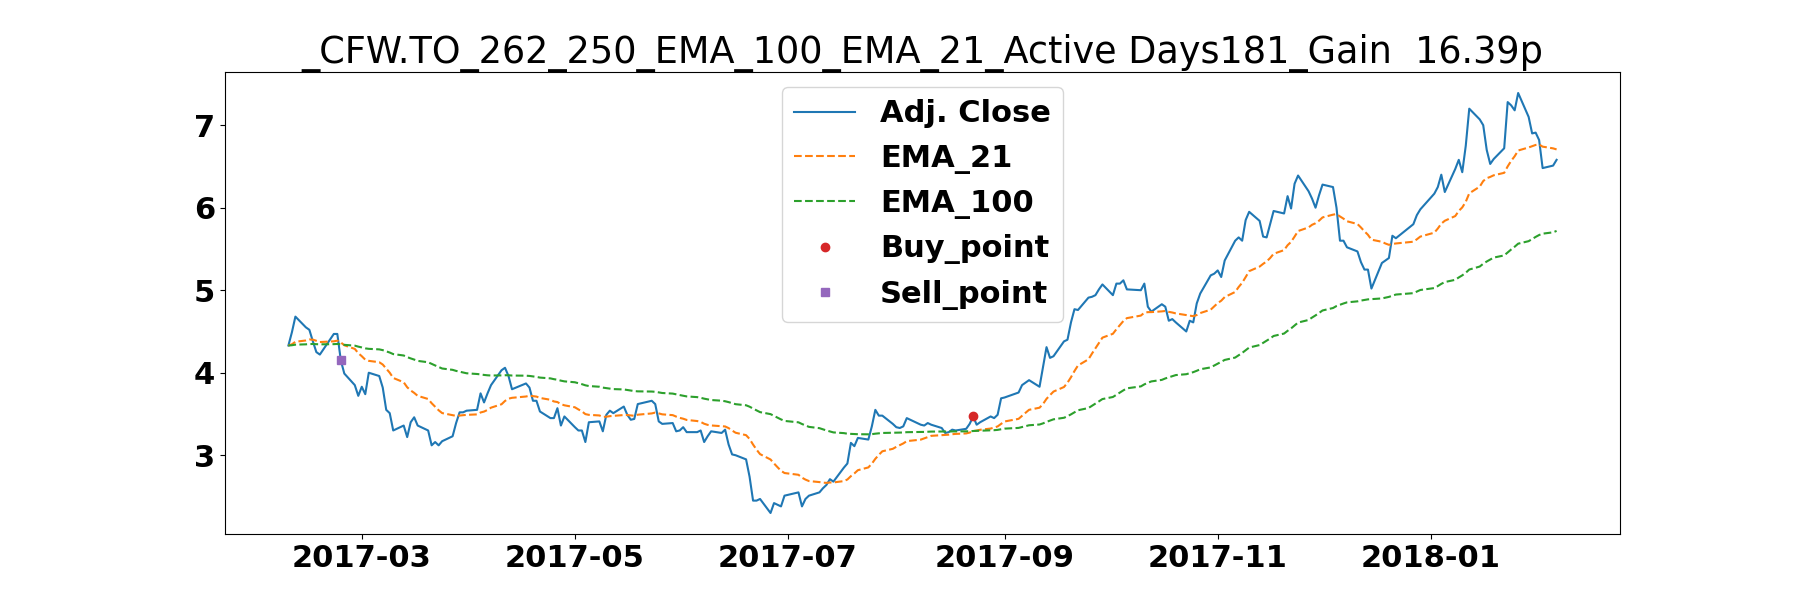 _CFW.TO_262_250_EMA_100_EMA_21_Active Days181_Gain  16.39p
Adj. Close
EMA_21
EMA_100
Buy_point
Sell_point
7
6
5
4
3
2017-03 2017-05 2017-07 2017-09 2017-11 2018-01